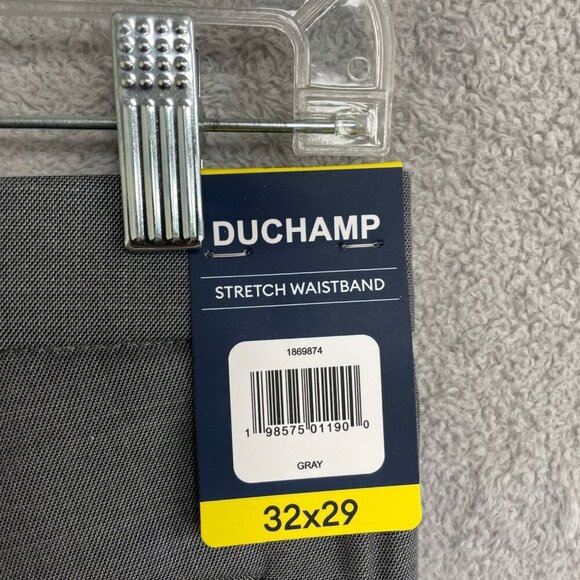 DUCHAMP
STRETCH WAISTBAND
1869874
1 98575 01190 0
GRAY
32x29